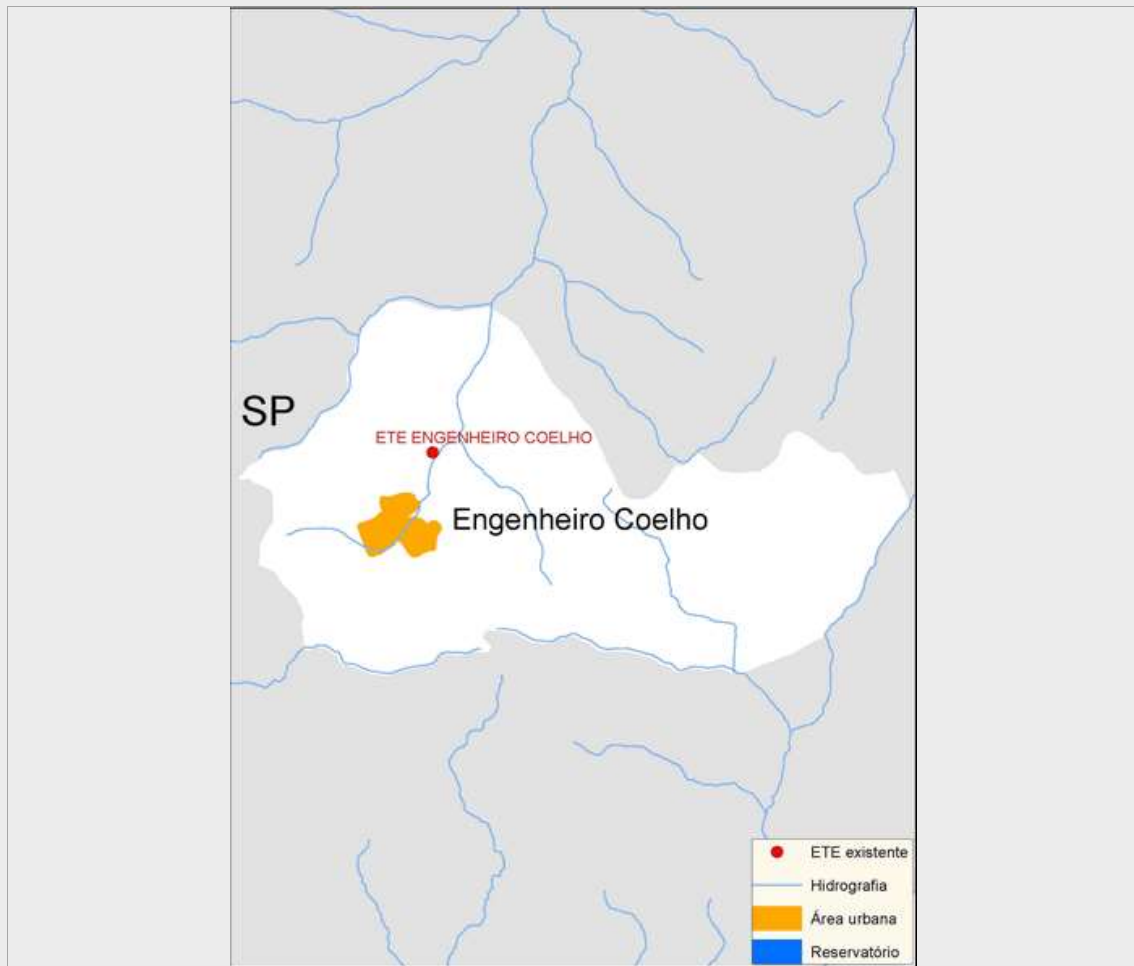 SP
ETE ENGENHEIRO COELHO
Engenheiro Coelho
ETE existente
Hidrografia
Área urbana
Reservatório